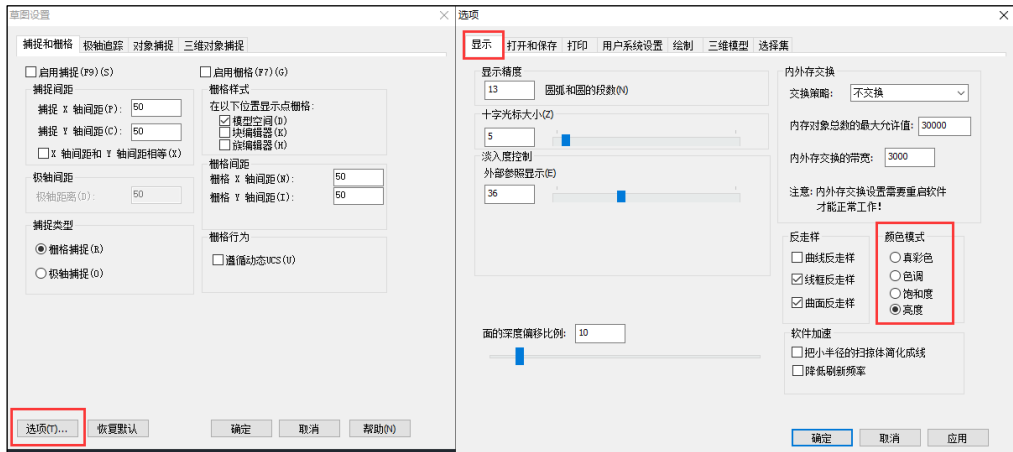 草图设置
捕捉和栅格 极轴追踪 对象捕捉 三维对象捕捉
启用捕捉(F9)(S)
捕捉间距
捕捉 X 轴间距(P): 50
捕捉 Y 轴间距(C): 50
X 轴间距和 Y 轴间距相等(X)
极轴间距
极轴距离(D): 50
捕捉类型
栅格捕捉(R)
极轴捕捉(O)
启用栅格(F7)(G)
栅格样式
在以下位置显示点栅格:
模型空间(D)
块编辑器(K)
族编辑器(H)
栅格间距
栅格 X 轴间距(N): 50
栅格 Y 轴间距(I): 50
栅格行为
遵循动态UCS(U)
选项(T)... 恢复默认 确定 取消 帮助(N)
选项
显示 打开和保存 打印 用户系统设置 绘制 三维模型 选择集
显示精度
13 圆弧和圆的段数(N)
十字光标大小(Z)
5
淡入度控制
外部参照显示(E)
36
面的深度偏移比例: 10
内外存交换
交换策略: 不交换
内存对象总数的最大允许值: 30000
内外存交换的带宽: 3000
注意:内外存交换设置需要重启软件
才能正常工作!
反走样
曲线反走样
线框反走样
曲面反走样
颜色模式
真彩色
色调
饱和度
亮度
软件加速
把小半径的扫掠体简化成线
降低刷新频率
确定 取消 应用